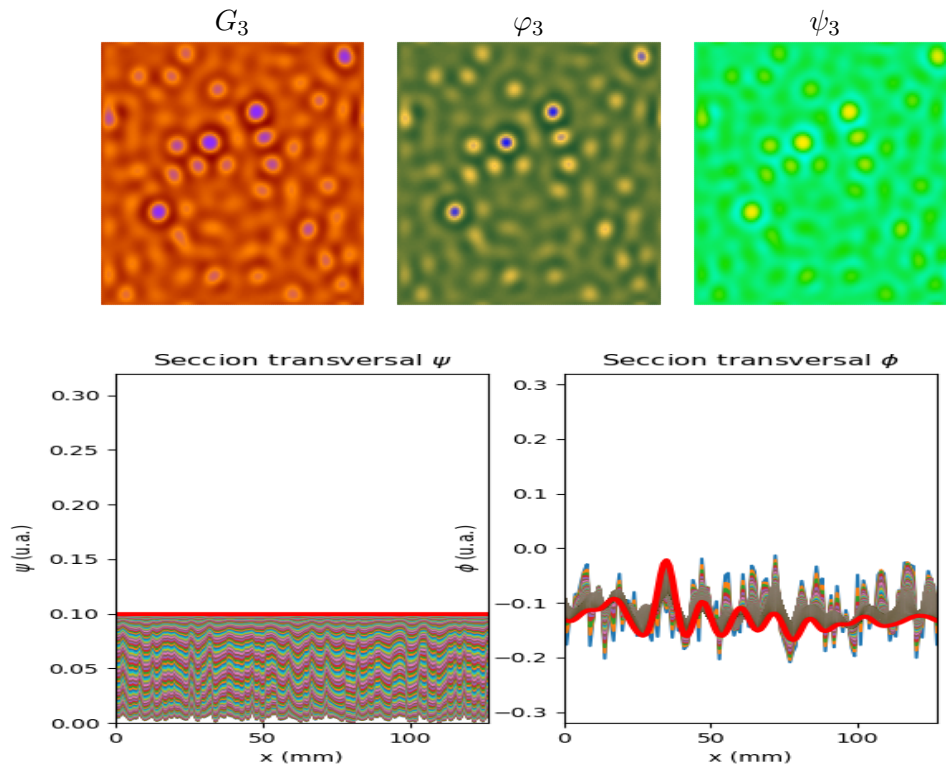 G₃ φ₃ ψ₃
Seccion transversal ψ
ψ (u.a.)
0.30
0.25
0.20
0.15
0.10
0.05
0.00
0 50 100
x (mm)
Seccion transversal ϕ
ϕ (u.a.)
0.3
0.2
0.1
0.0
−0.1
−0.2
−0.3
0 50 100
x (mm)